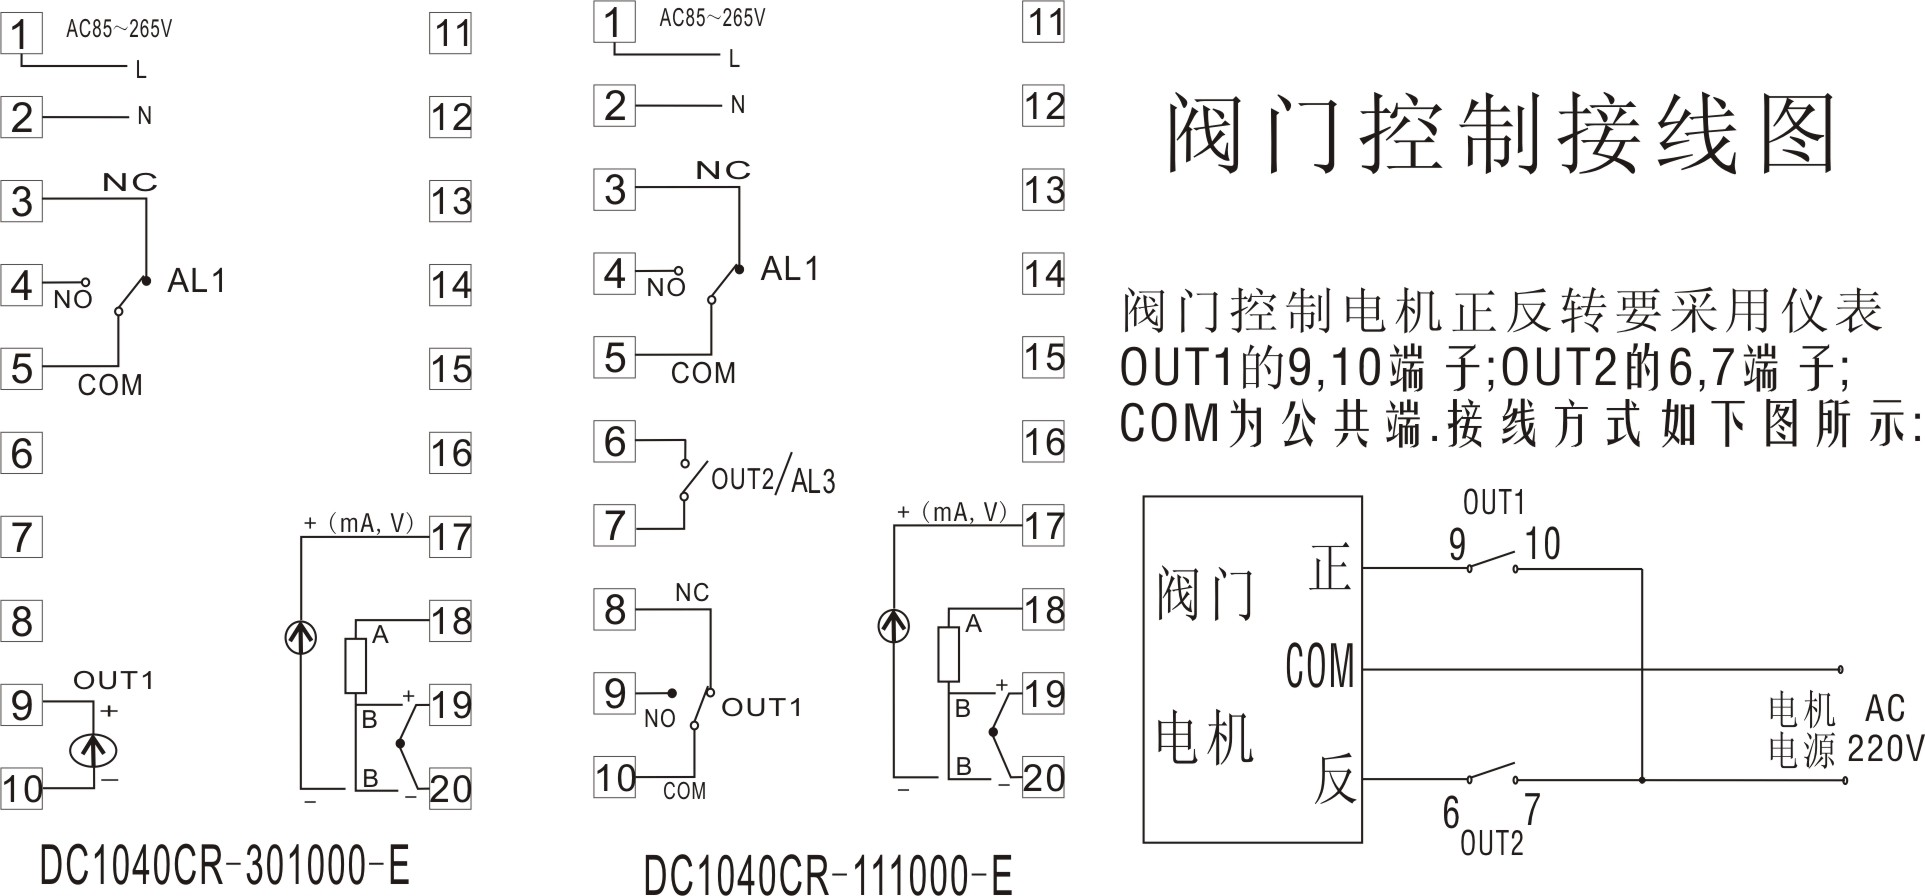 1 AC85~265V 11
L
2 N 12
3 NC 13
4 NO AL1 14
5 COM 15
6 16
7 + (mA, V) 17
8 A 18
OUT1
9 + B + 19
10 − − B − 20
DC1040CR-301000-E
1 AC85~265V 11
L
2 N 12
3 NC 13
4 NO AL1 14
5 COM 15
6 16
OUT2/AL3
7 + (mA, V) 17
8 NC A 18
9 NO OUT1 B + 19
10 COM − B − 20
DC1040CR-111000-E
阀门控制接线图
阀门控制电机正反转要采用仪表
OUT1的9,10端子;OUT2的6,7端子;
COM为公共端.接线方式如下图所示:
OUT1
9 10
阀门 正
COM
电机 反
电机 AC
电源 220V
6 7
OUT2